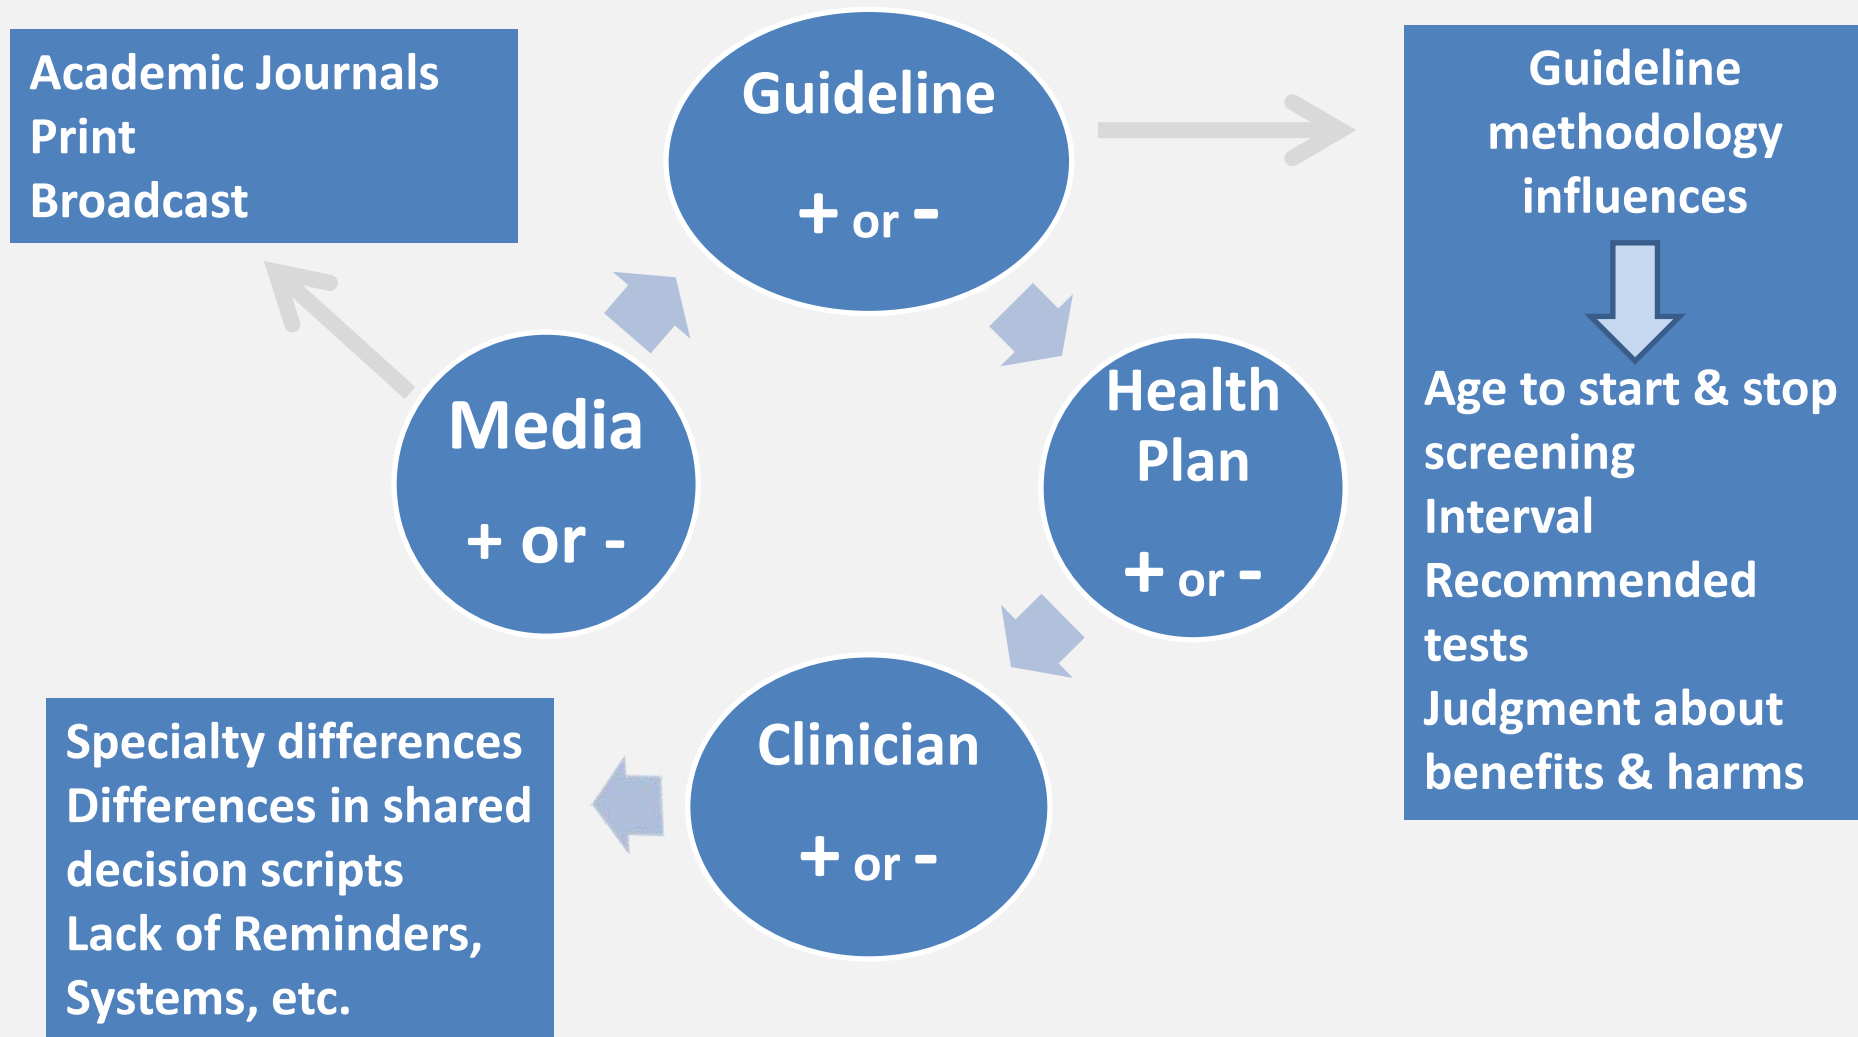 Academic Journals
Print
Broadcast
Guideline
+ or -
Guideline
methodology
influences
Age to start & stop
screening
Interval
Recommended
tests
Judgment about
benefits & harms
Media
+ or -
Health
Plan
+ or -
Clinician
+ or -
Specialty differences
Differences in shared
decision scripts
Lack of Reminders,
Systems, etc.